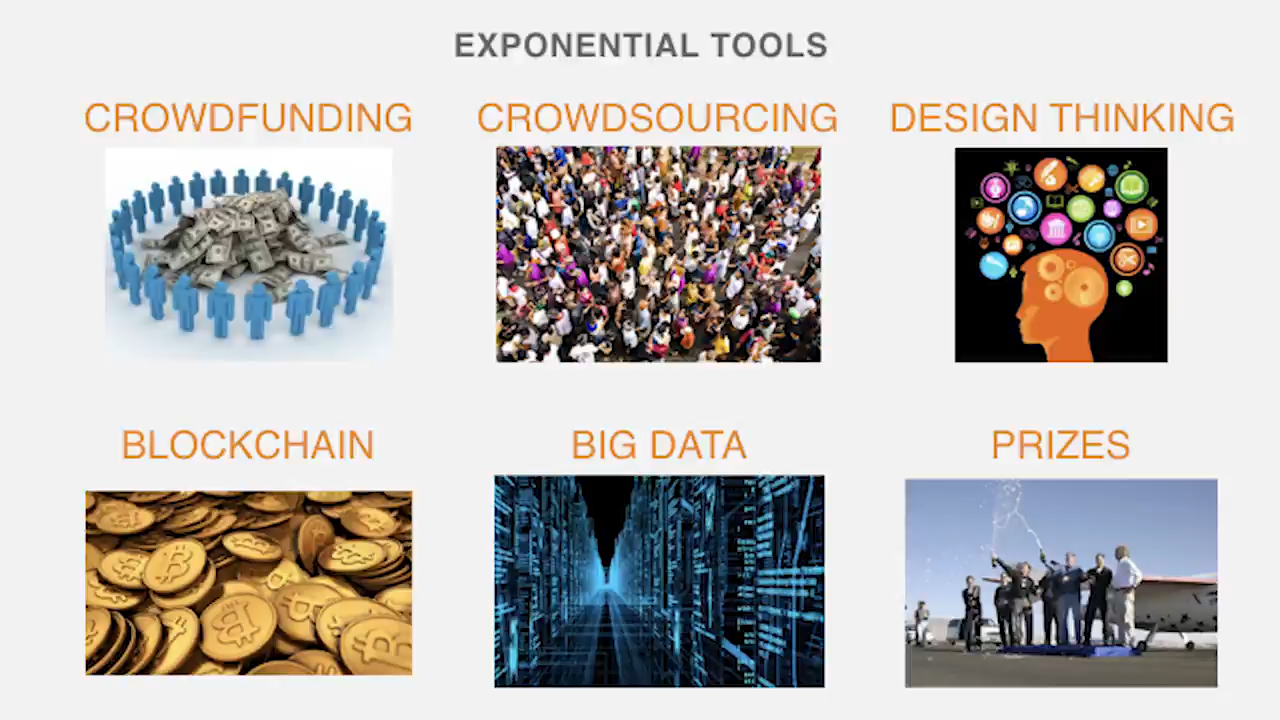 EXPONENTIAL TOOLS
CROWDFUNDING
CROWDSOURCING
DESIGN THINKING
BLOCKCHAIN
BIG DATA
PRIZES